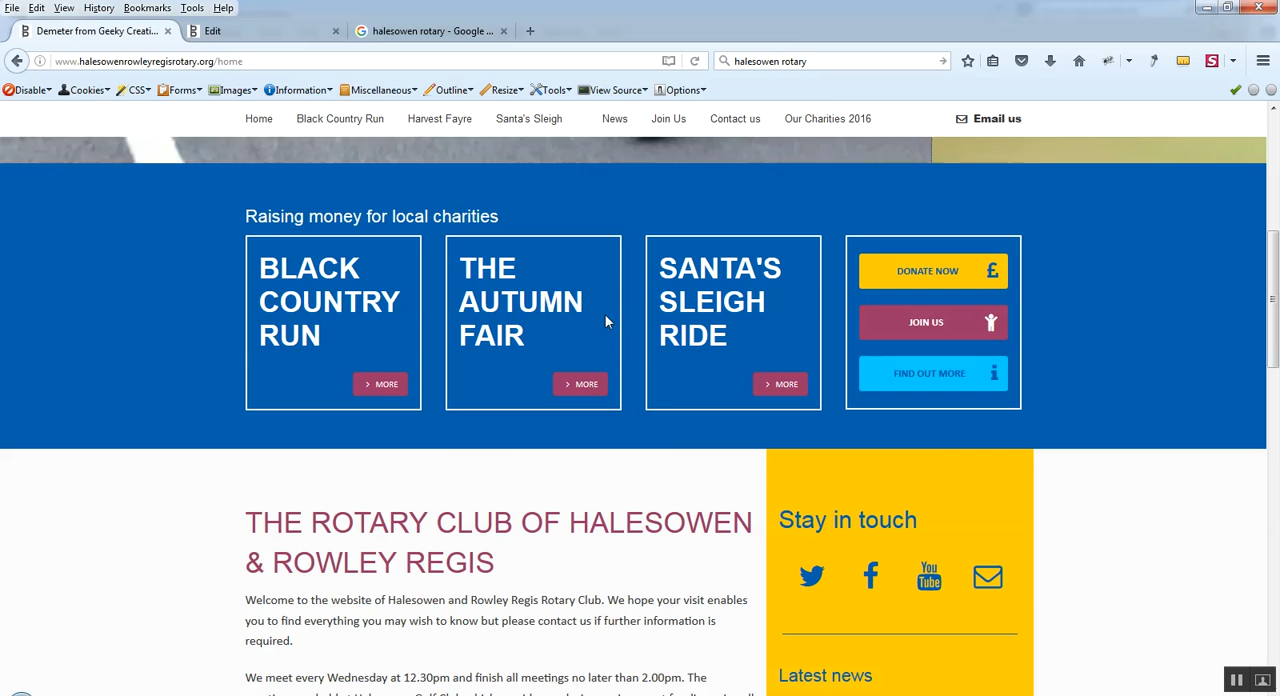 File Edit View History Bookmarks Tools Help
Demeter from Geeky Creati... × Edit × halesowen rotary - Google ... × +
www.halesowenrowleyregisrotary.org/home halesowen rotary
Disable Cookies CSS Forms Images Information Miscellaneous Outline Resize Tools View Source Options
Home Black Country Run Harvest Fayre Santa's Sleigh News Join Us Contact us Our Charities 2016 Email us
Raising money for local charities
BLACK
COUNTRY
RUN
> MORE
THE
AUTUMN
FAIR
> MORE
SANTA'S
SLEIGH
RIDE
> MORE
DONATE NOW £
JOIN US
FIND OUT MORE i
THE ROTARY CLUB OF HALESOWEN
& ROWLEY REGIS
Welcome to the website of Halesowen and Rowley Regis Rotary Club. We hope your visit enables
you to find everything you may wish to know but please contact us if further information is
required.
We meet every Wednesday at 12.30pm and finish all meetings no later than 2.00pm. The
Stay in touch
You
Tube
Latest news